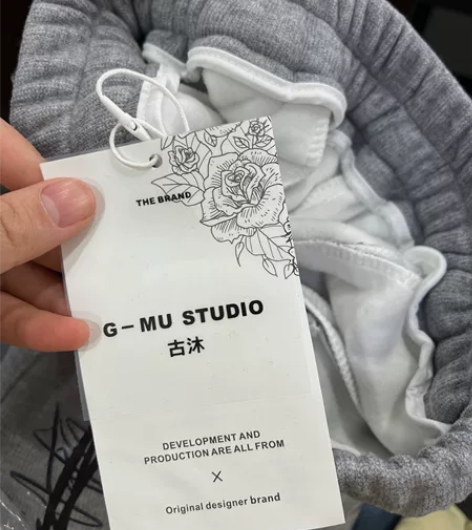 THE BRAND
G-MU STUDIO
古沐
DEVELOPMENT AND
PRODUCTION ARE ALL FROM
X
Original designer brand